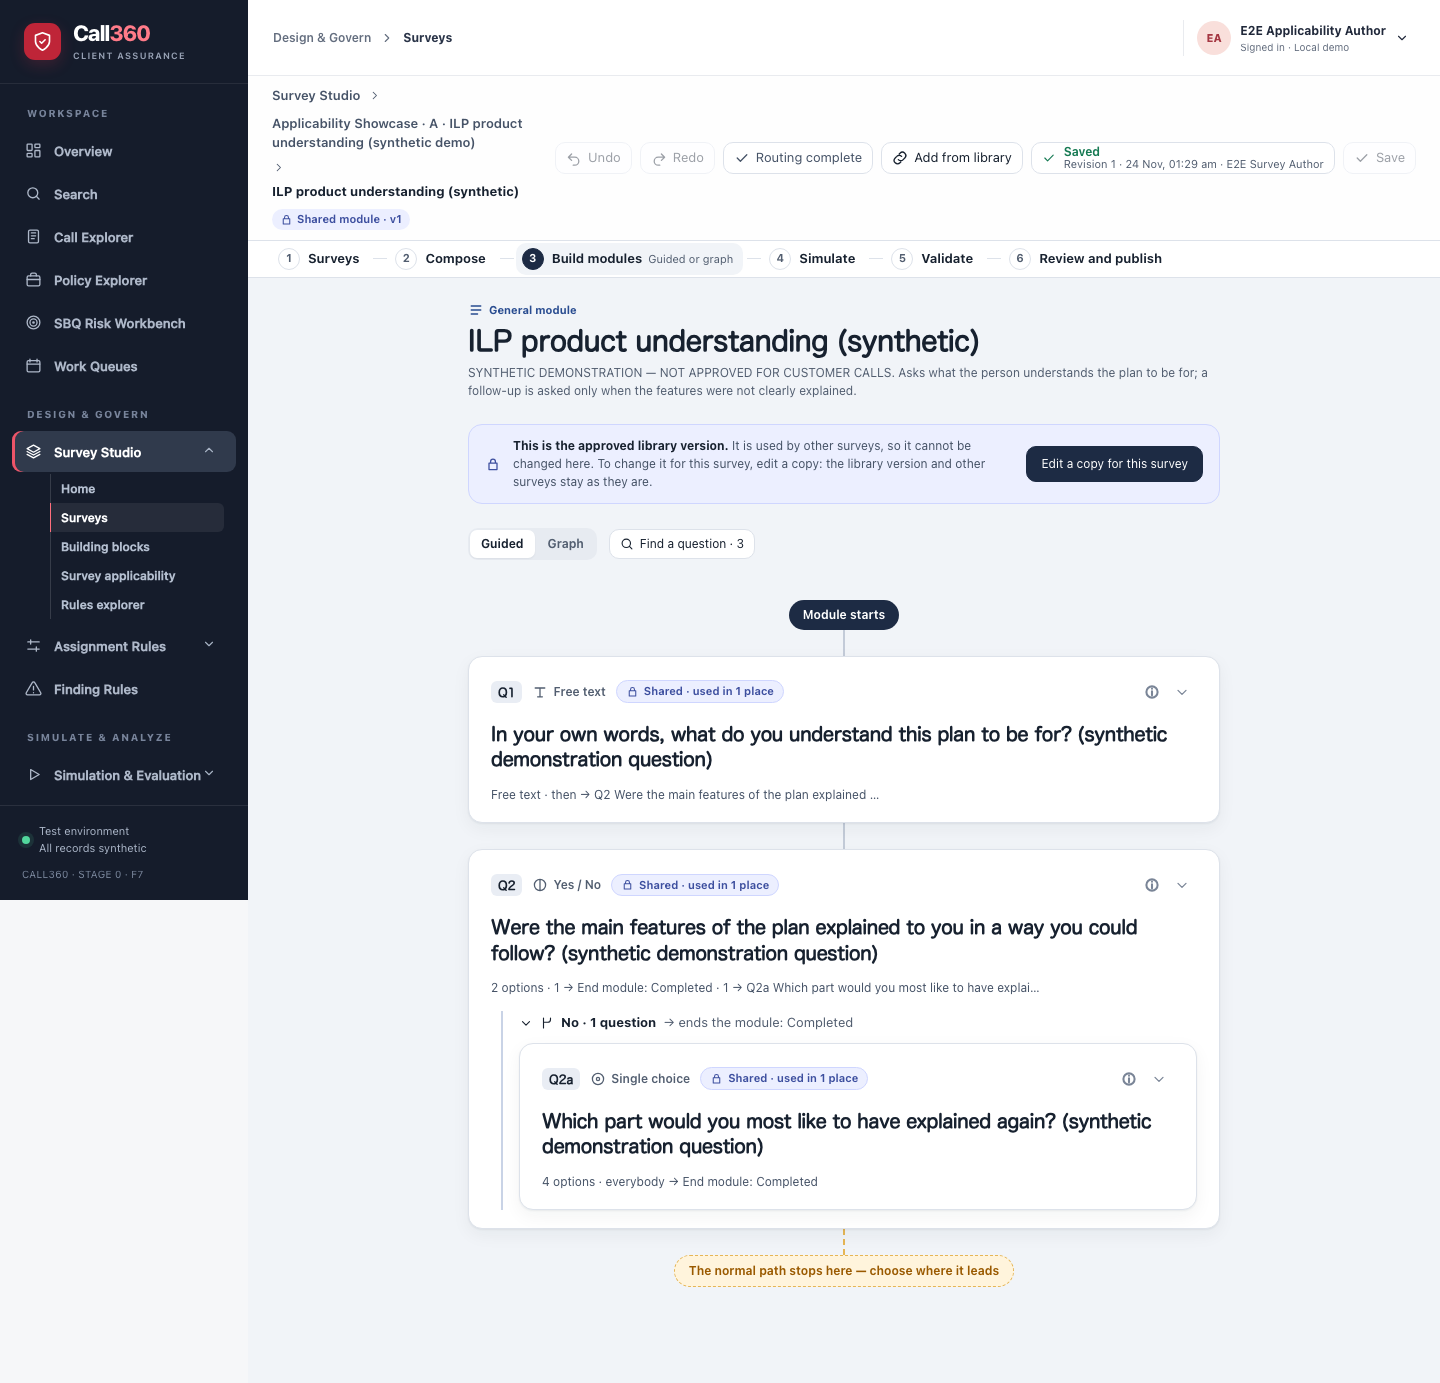 Call360
CLIENT ASSURANCE
WORKSPACE
Overview
Search
Call Explorer
Policy Explorer
SBQ Risk Workbench
Work Queues
DESIGN & GOVERN
Survey Studio
Home
Surveys
Building blocks
Survey applicability
Rules explorer
Assignment Rules
Finding Rules
SIMULATE & ANALYZE
Simulation & Evaluation
Test environment
All records synthetic
CALL360 · STAGE 0 · F7
Design & Govern > Surveys
EA
E2E Applicability Author
Signed in · Local demo
Survey Studio >
Applicability Showcase · A · ILP product
understanding (synthetic demo)
>
ILP product understanding (synthetic)
Shared module · v1
Undo
Redo
Routing complete
Add from library
Saved
Revision 1 · 24 Nov, 01:29 am · E2E Survey Author
Save
1 Surveys
2 Compose
3 Build modules Guided or graph
4 Simulate
5 Validate
6 Review and publish
General module
ILP product understanding (synthetic)
SYNTHETIC DEMONSTRATION — NOT APPROVED FOR CUSTOMER CALLS. Asks what the person understands the plan to be for; a
follow-up is asked only when the features were not clearly explained.
This is the approved library version. It is used by other surveys, so it cannot be
changed here. To change it for this survey, edit a copy: the library version and other
surveys stay as they are.
Edit a copy for this survey
Guided
Graph
Find a question · 3
Module starts
Q1 Free text Shared · used in 1 place
In your own words, what do you understand this plan to be for? (synthetic
demonstration question)
Free text · then → Q2 Were the main features of the plan explained ...
Q2 Yes / No Shared · used in 1 place
Were the main features of the plan explained to you in a way you could
follow? (synthetic demonstration question)
2 options · 1 → End module: Completed · 1 → Q2a Which part would you most like to have explai...
No · 1 question → ends the module: Completed
Q2a Single choice Shared · used in 1 place
Which part would you most like to have explained again? (synthetic
demonstration question)
4 options · everybody → End module: Completed
The normal path stops here — choose where it leads